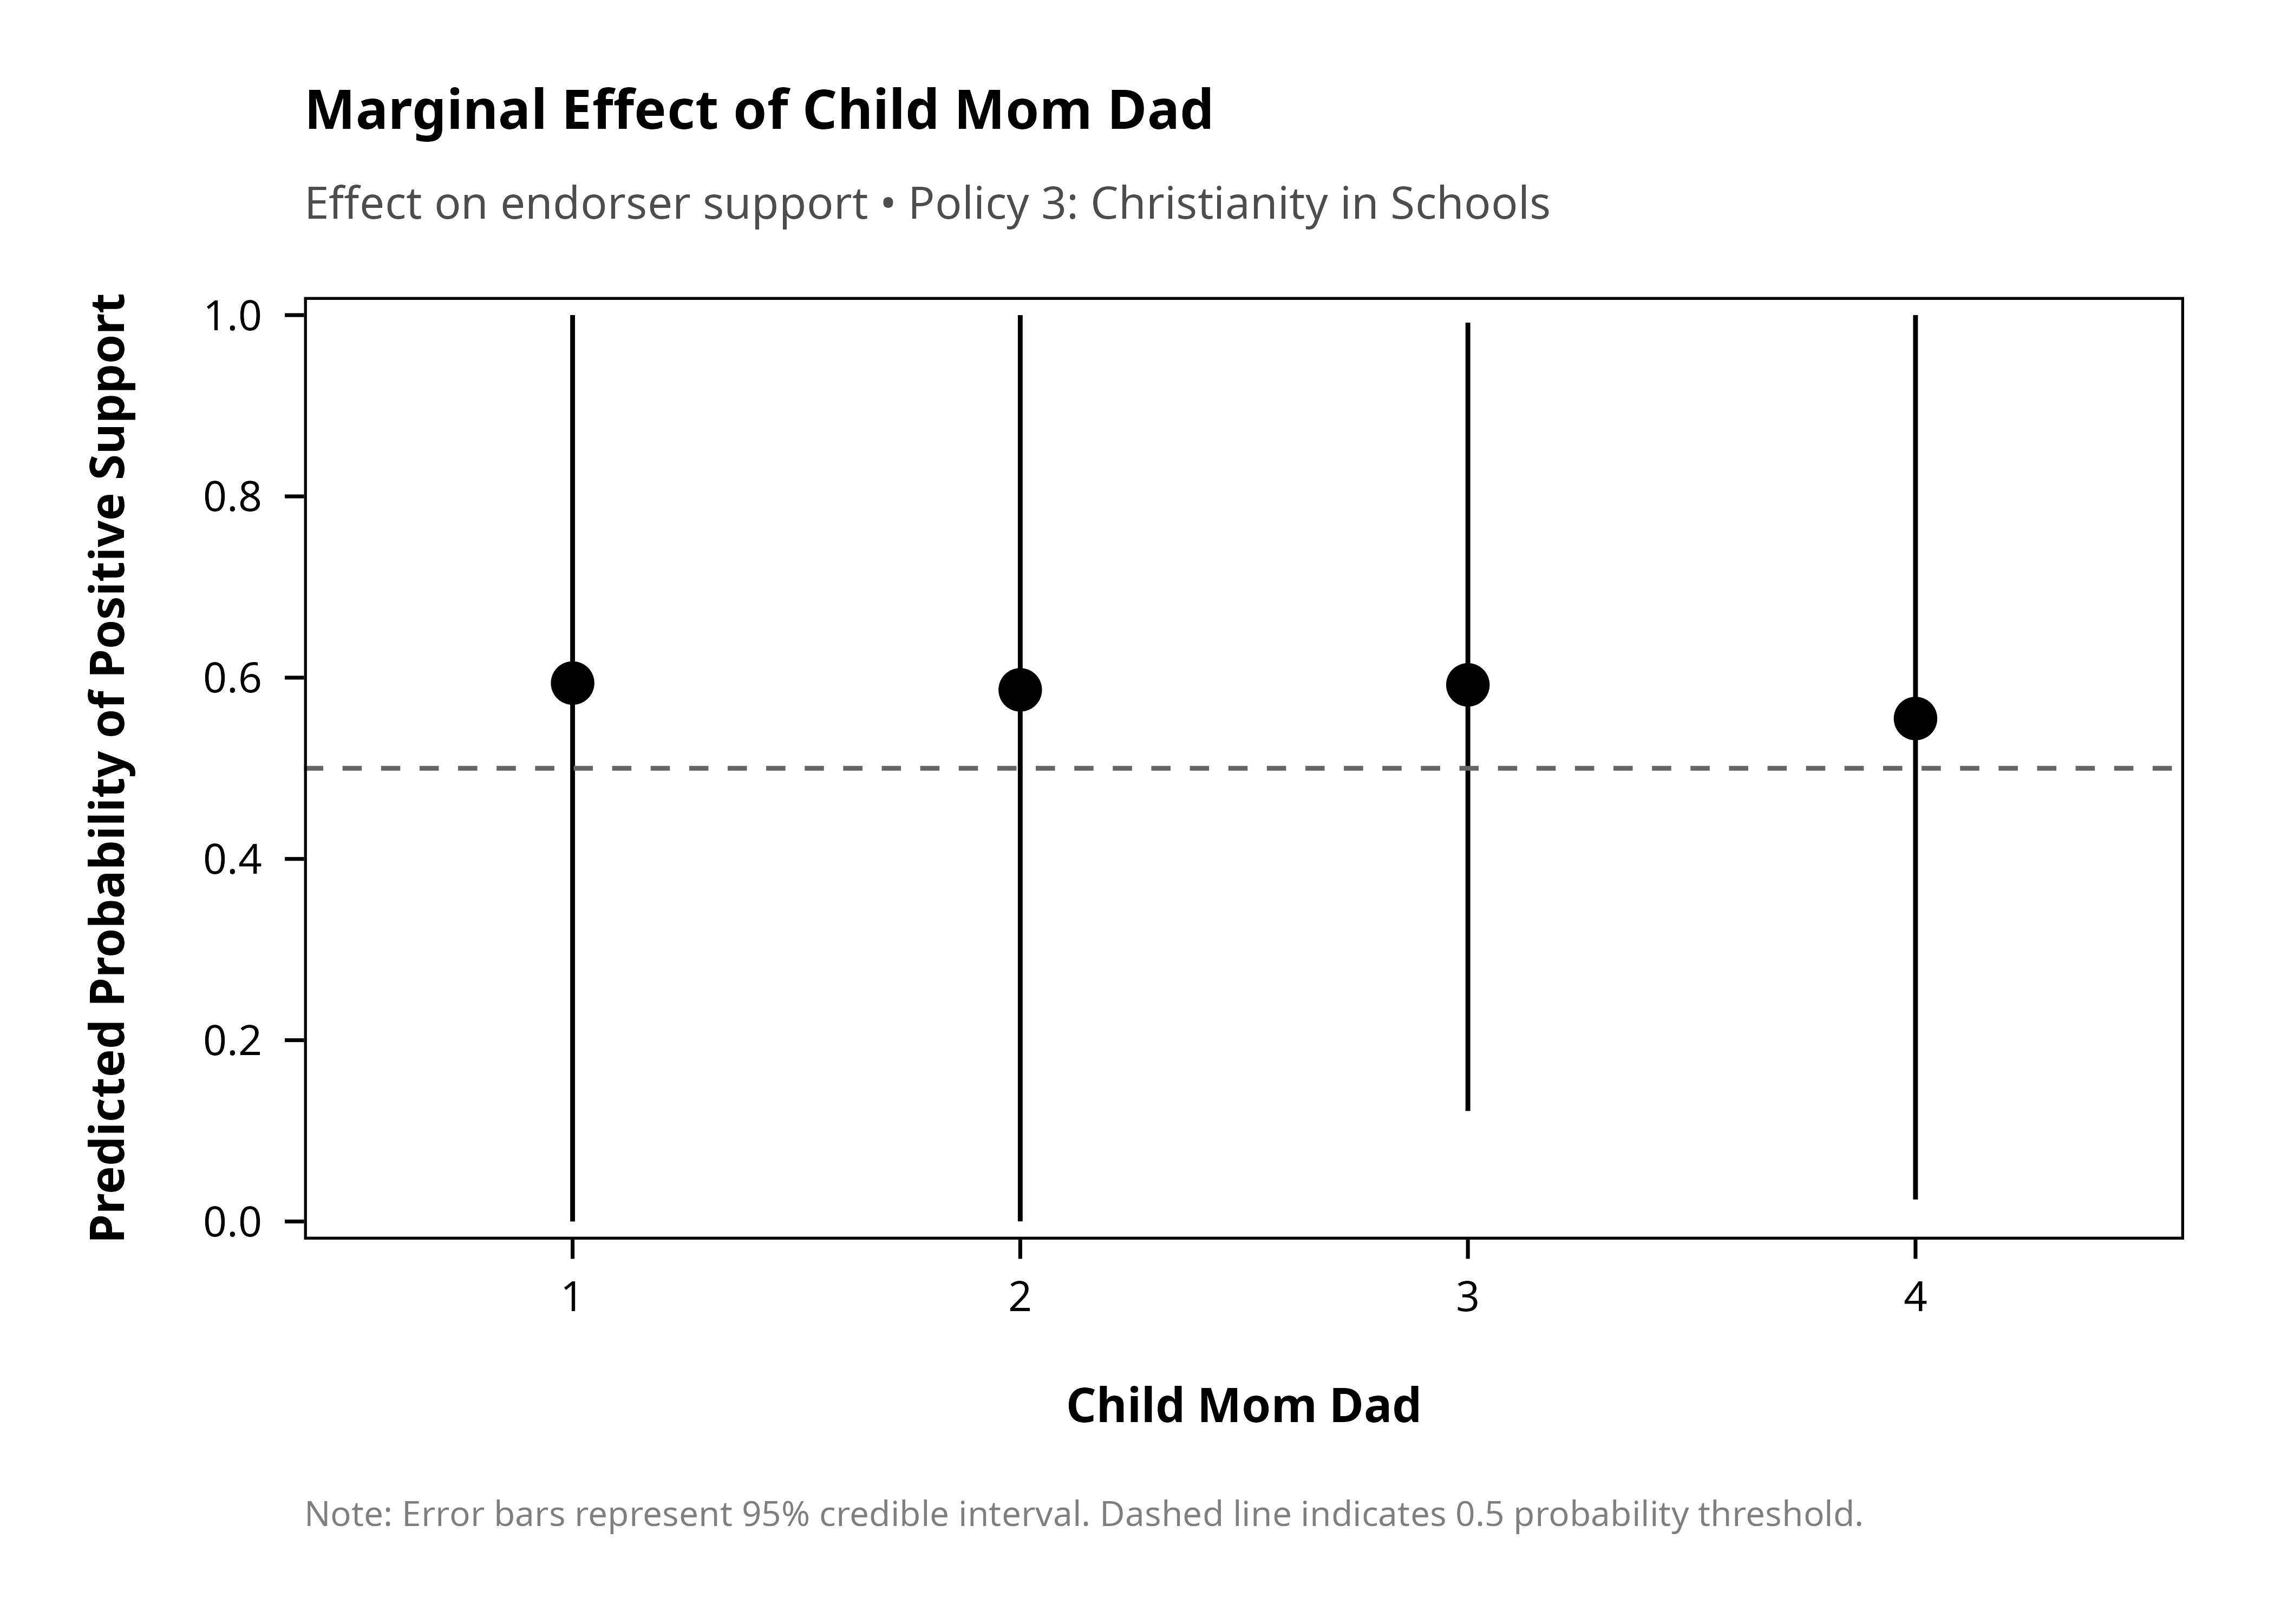 Marginal Effect of Child Mom Dad
Effect on endorser support • Policy 3: Christianity in Schools
Predicted Probability of Positive Support
1.0
0.8
0.6
0.4
0.2
0.0
1
2
3
4
Child Mom Dad
Note: Error bars represent 95% credible interval. Dashed line indicates 0.5 probability threshold.